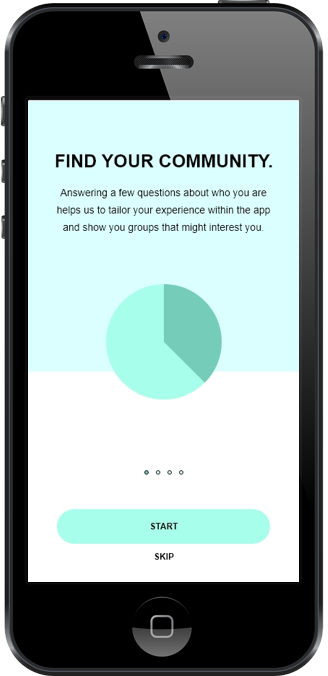 FIND YOUR COMMUNITY.
Answering a few questions about who you are
helps us to tailor your experience within the app
and show you groups that might interest you.
START
SKIP